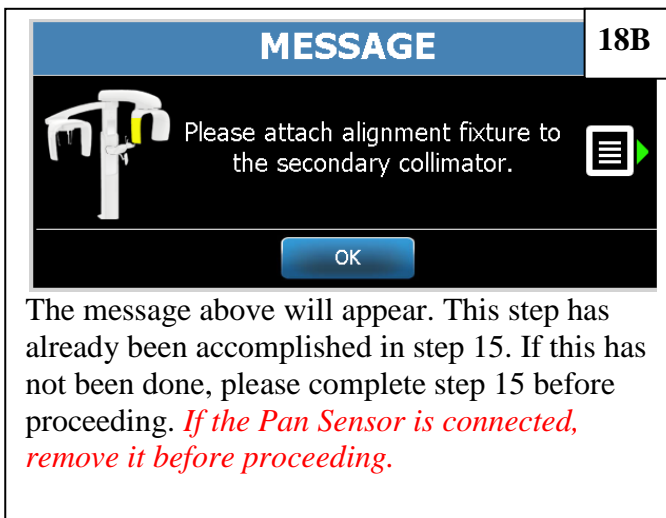 MESSAGE
18B
Please attach alignment fixture to
the secondary collimator.
OK
The message above will appear. This step has
already been accomplished in step 15. If this has
not been done, please complete step 15 before
proceeding. If the Pan Sensor is connected,
remove it before proceeding.